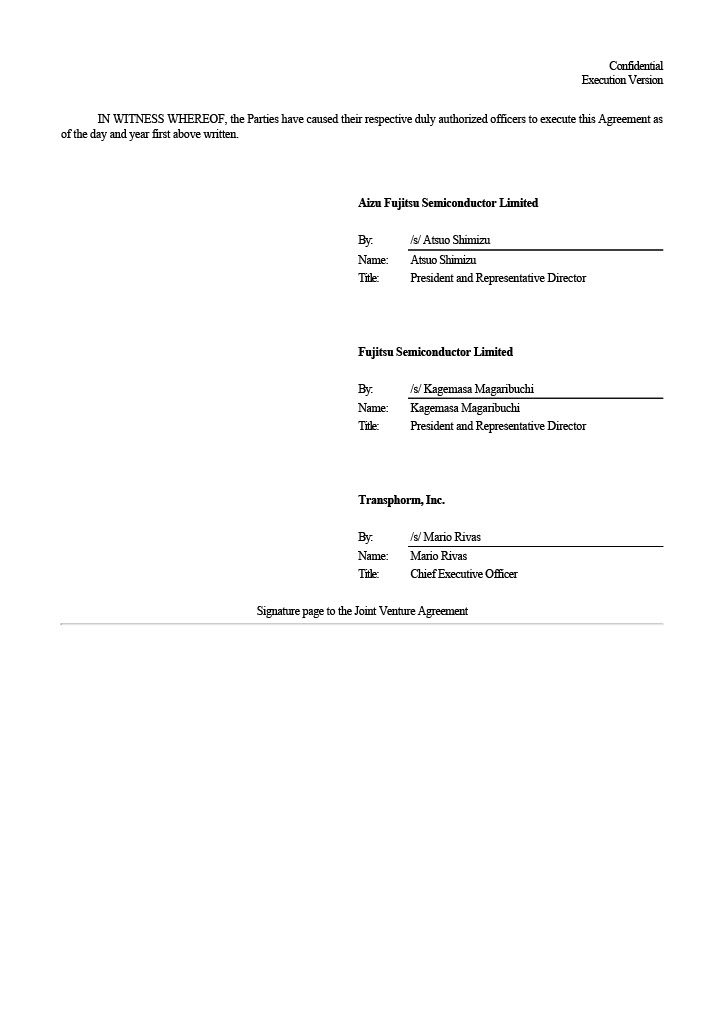 Confidential
Execution Version
IN WITNESS WHEREOF, the Parties have caused their respective duly authorized officers to execute this Agreement as
of the day and year first above written.
Aizu Fujitsu Semiconductor Limited
By: /s/ Atsuo Shimizu
Name: Atsuo Shimizu
Title: President and Representative Director
Fujitsu Semiconductor Limited
By: /s/ Kagemasa Magaribuchi
Name: Kagemasa Magaribuchi
Title: President and Representative Director
Transphorm, Inc.
By: /s/ Mario Rivas
Name: Mario Rivas
Title: Chief Executive Officer
Signature page to the Joint Venture Agreement